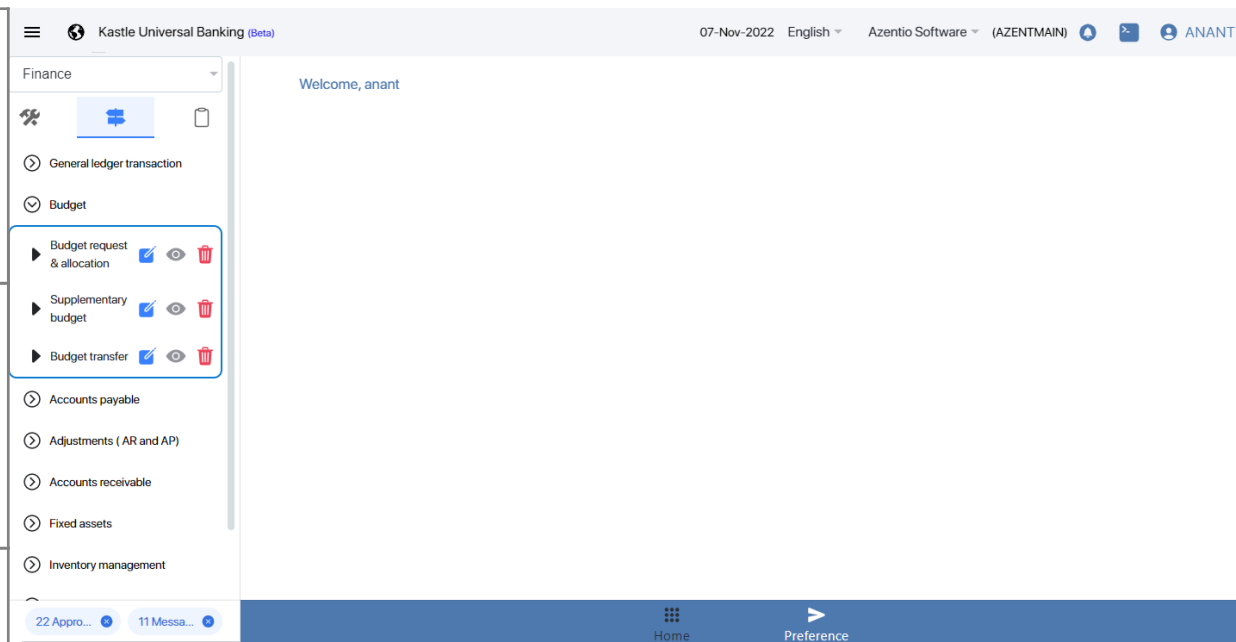 Kastle Universal Banking (Beta)
07-Nov-2022 English Azentio Software (AZENTMAIN) ANANT
Finance
Welcome, anant
General ledger transaction
Budget
Budget request
& allocation
Supplementary
budget
Budget transfer
Accounts payable
Adjustments ( AR and AP)
Accounts receivable
Fixed assets
Inventory management
22 Appro... 11 Messa...
Home Preference